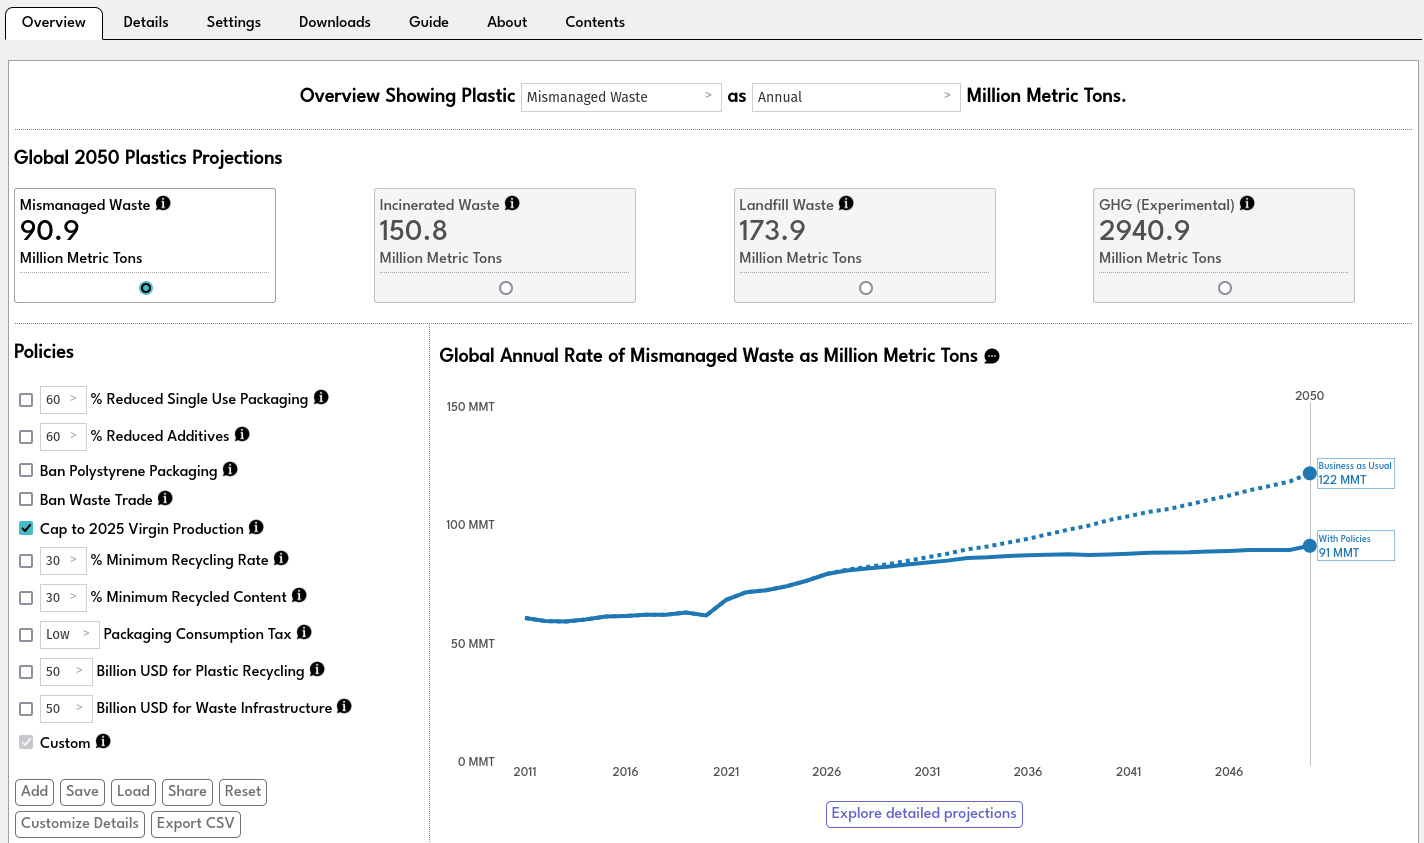 Overview Details Settings Downloads Guide About Contents
Overview Showing Plastic Mismanaged Waste > as Annual > Million Metric Tons.
Global 2050 Plastics Projections
Mismanaged Waste
90.9
Million Metric Tons
Incinerated Waste
150.8
Million Metric Tons
Landfill Waste
173.9
Million Metric Tons
GHG (Experimental)
2940.9
Million Metric Tons
Policies
60 > % Reduced Single Use Packaging
60 > % Reduced Additives
Ban Polystyrene Packaging
Ban Waste Trade
Cap to 2025 Virgin Production
30 > % Minimum Recycling Rate
30 > % Minimum Recycled Content
Low > Packaging Consumption Tax
50 > Billion USD for Plastic Recycling
50 > Billion USD for Waste Infrastructure
Custom
Add Save Load Share Reset
Customize Details Export CSV
Global Annual Rate of Mismanaged Waste as Million Metric Tons
2050
150 MMT
100 MMT
50 MMT
0 MMT
Business as Usual
122 MMT
With Policies
91 MMT
2011 2016 2021 2026 2031 2036 2041 2046
Explore detailed projections